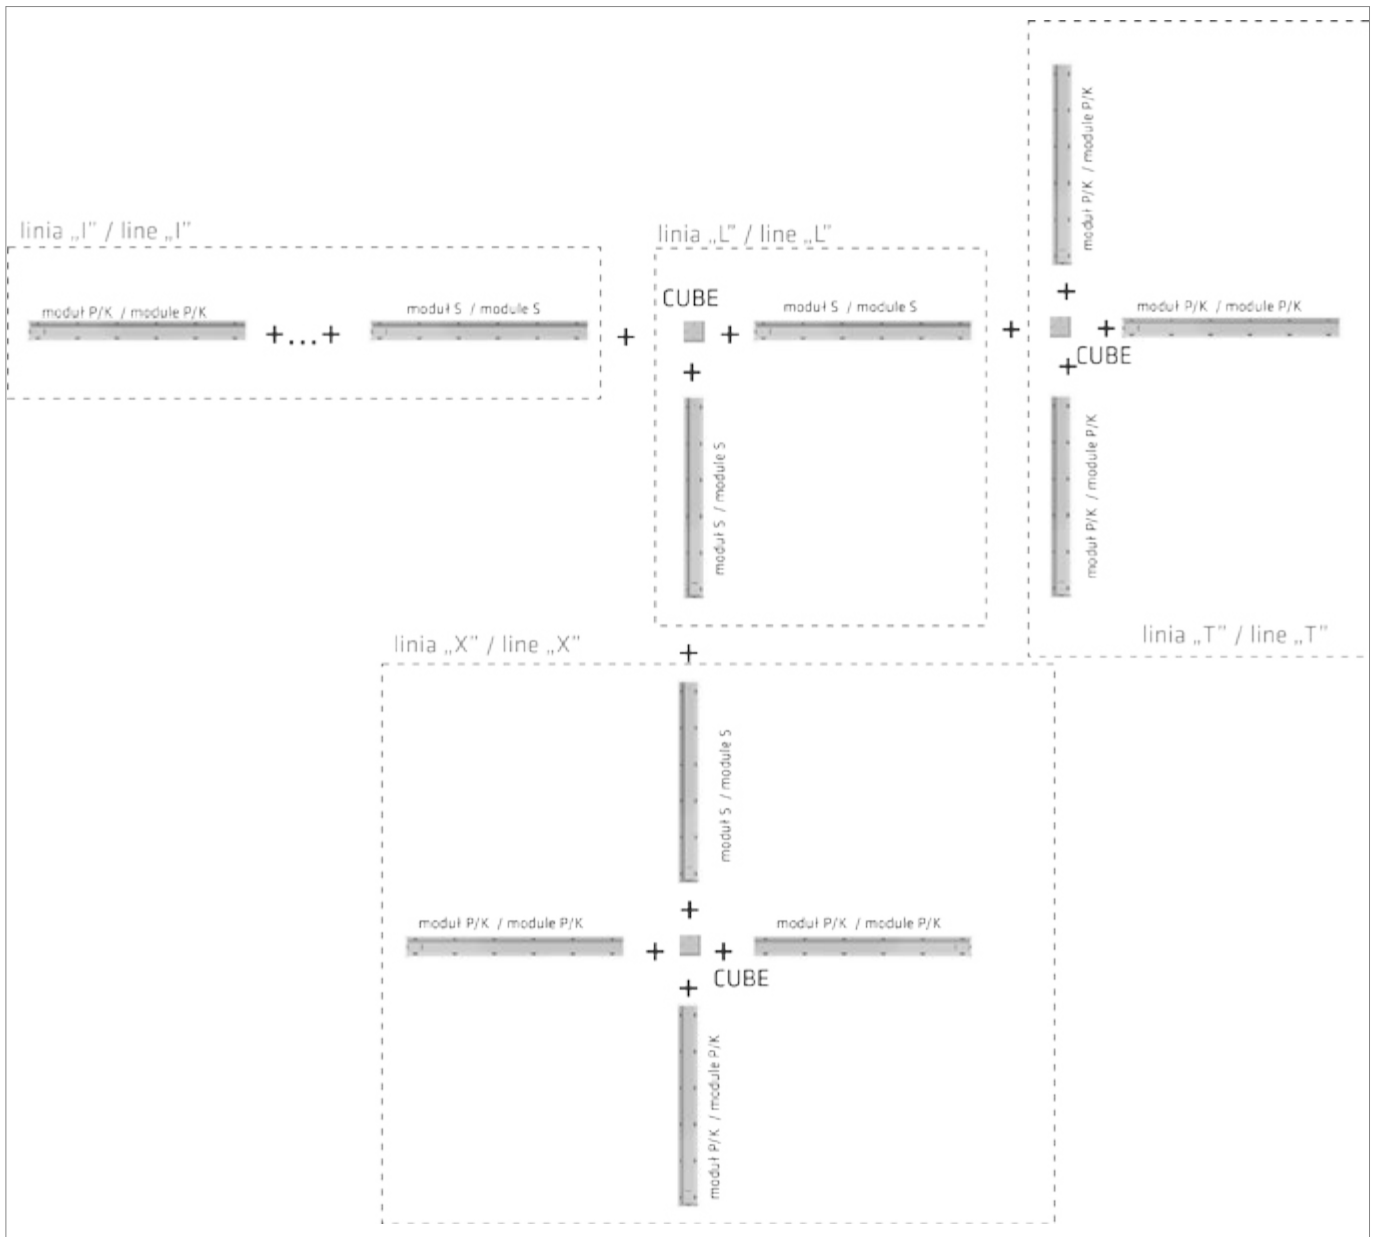 moduł P/K / module P/K
linia „I” / line „I”
linia „L” / line „L”
CUBE
moduł P/K / module P/K
moduł S / module S
moduł S / module S
moduł P/K / module P/K
+...+
+
+
+
+
+
CUBE
+
+
moduł S / module S
moduł P/K / module P/K
linia „T” / line „T”
linia „X” / line „X”
+
moduł S / module S
+
moduł P/K / module P/K
moduł P/K / module P/K
+
+
CUBE
+
moduł P/K / module P/K